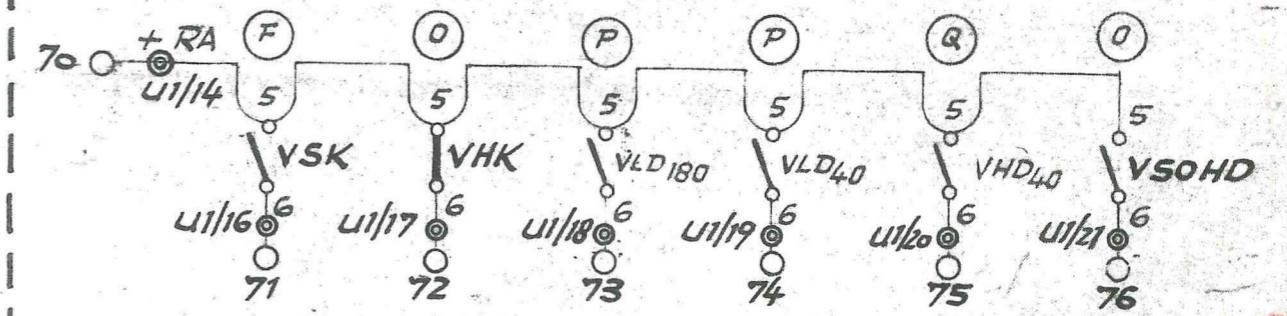 F O P P Q O
70 + RA
U1/14 5 5 5 5 5 5
VSK VHK VLD180 VLD40 VHD40 VSOHD
U1/16 6 U1/17 6 U1/18 6 U1/19 6 U1/20 6 U1/21 6
71 72 73 74 75 76